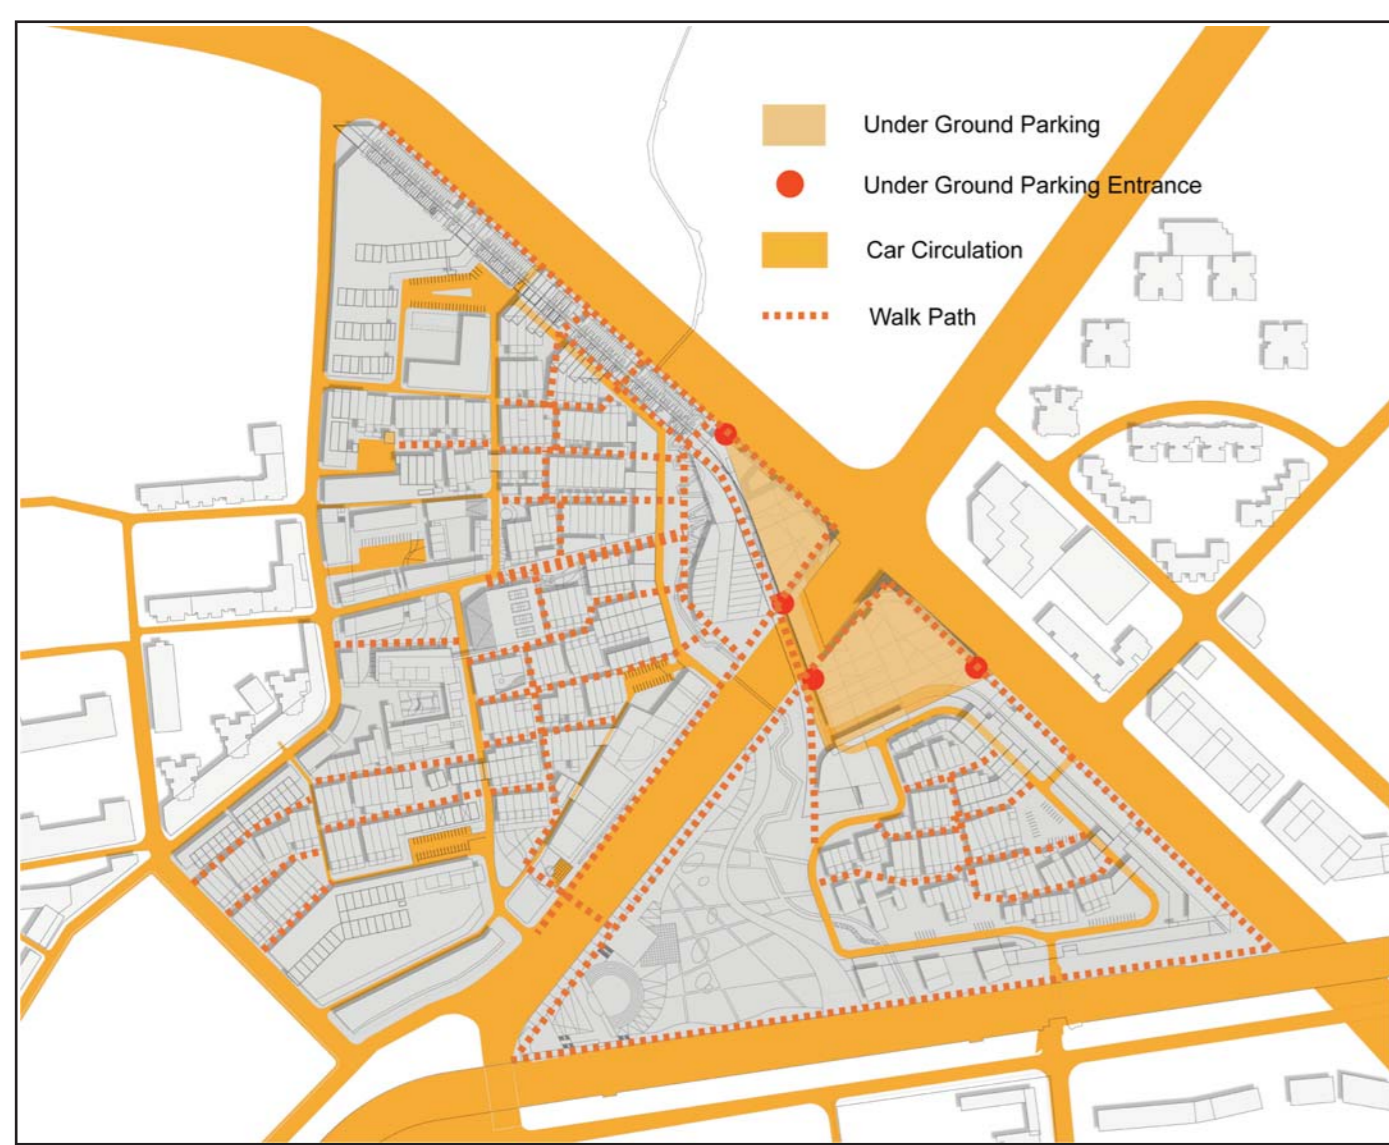 Under Ground Parking
Under Ground Parking Entrance
Car Circulation
Walk Path